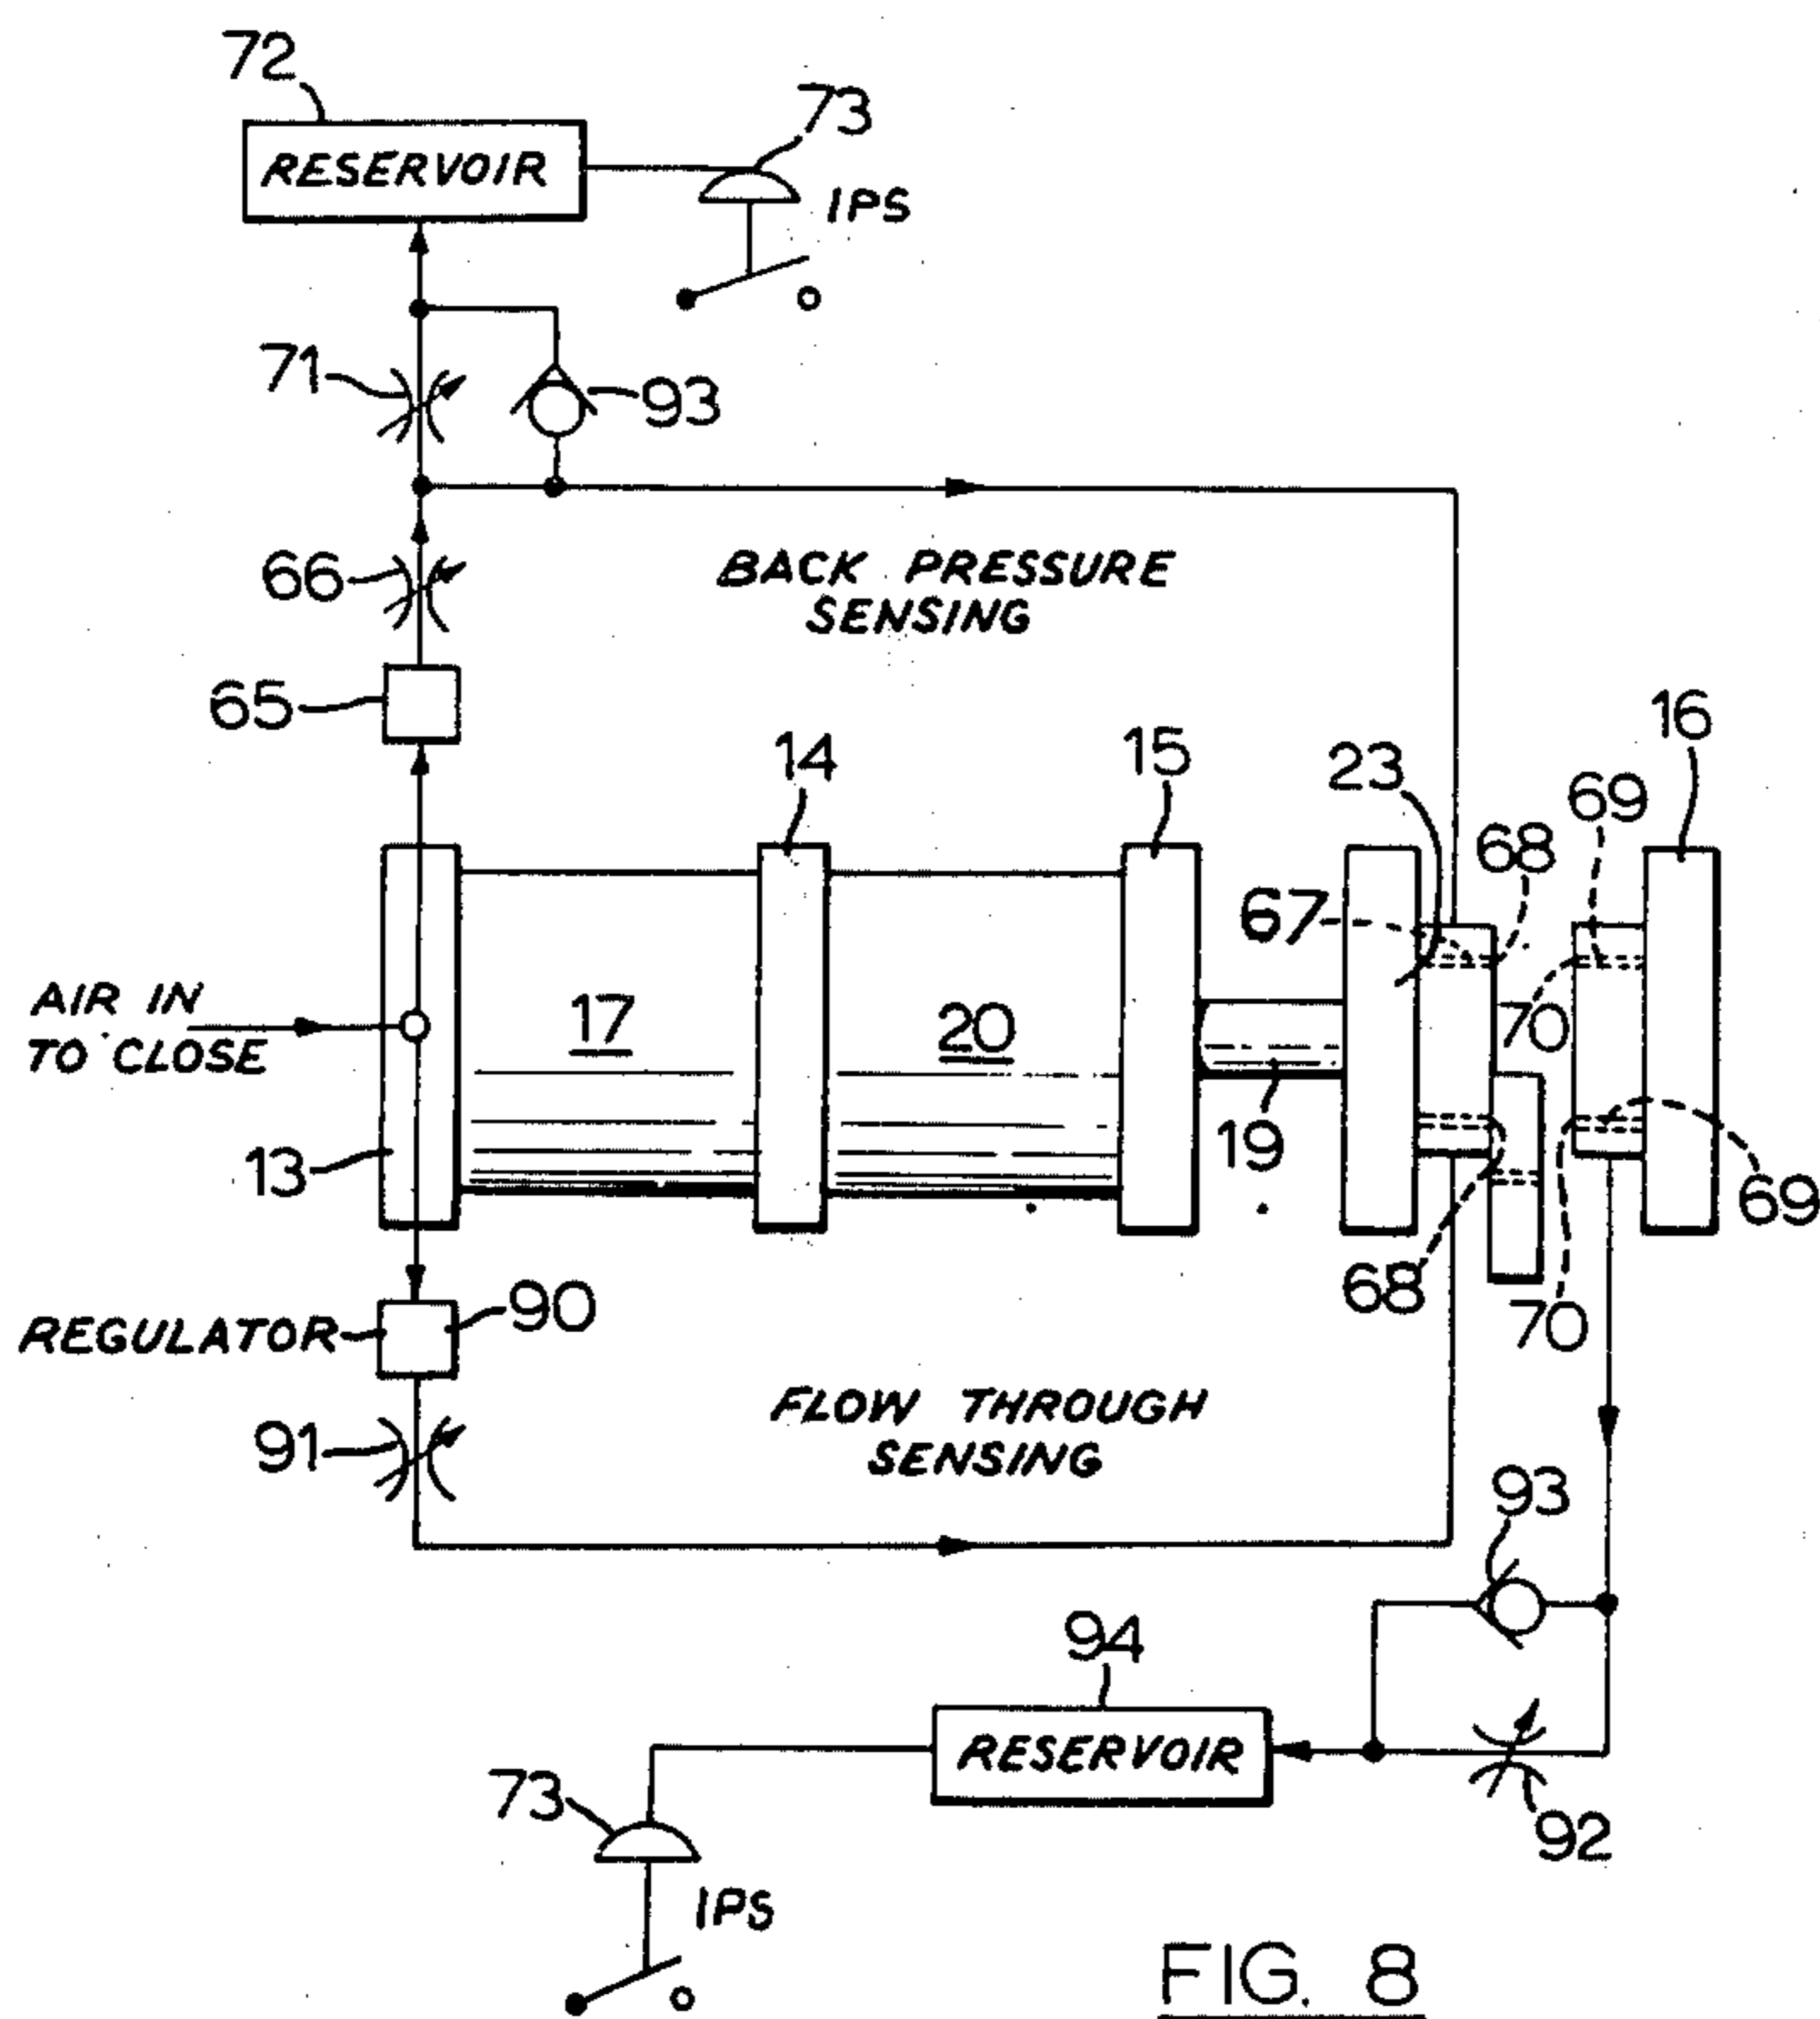 72
RESERVOIR
73
IPS
71
93
66
BACK PRESSURE
SENSING
65
14
15
23
16
69
68
67
70
AIR IN
TO CLOSE
17
20
19
13
69
68
70
REGULATOR
90
91
FLOW THROUGH
SENSING
93
94
RESERVOIR
92
73
IPS
FIG. 8